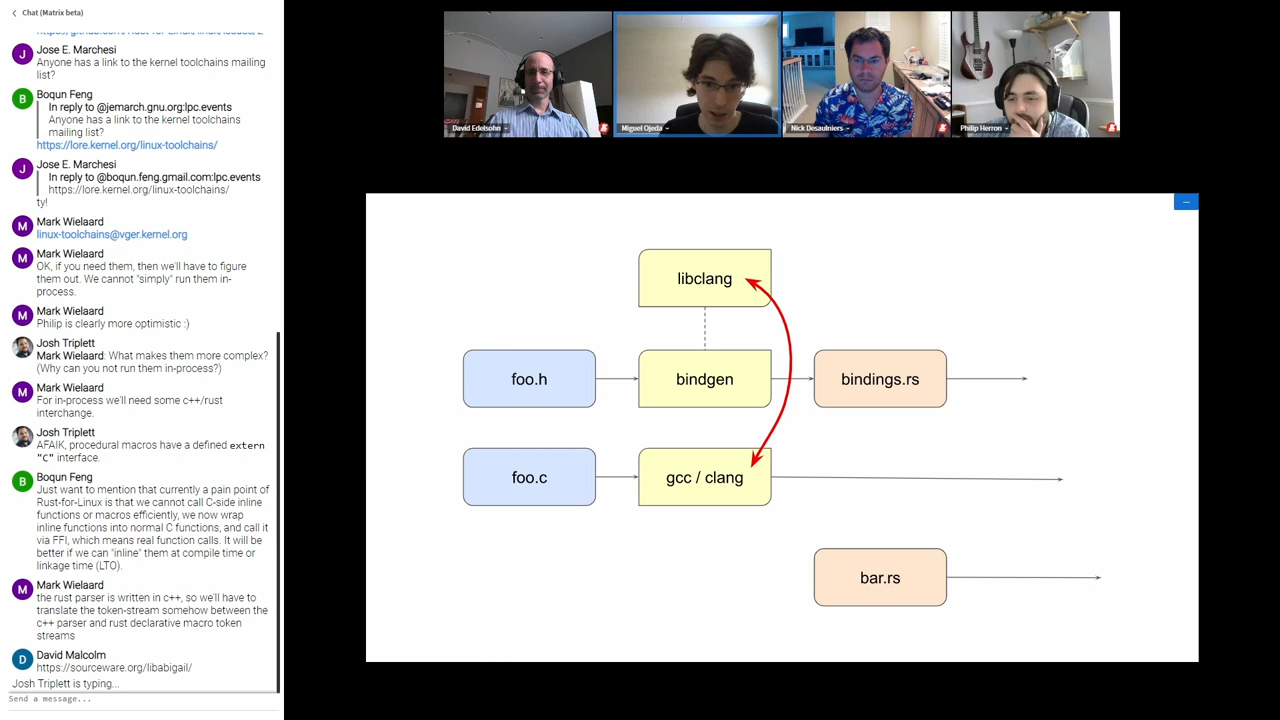 Chat (Matrix beta)
Jose E. Marchesi
Anyone has a link to the kernel toolchains mailing
list?
Boqun Feng
In reply to @jemarch.gnu.org:lpc.events
Anyone has a link to the kernel toolchains
mailing list?
https://lore.kernel.org/linux-toolchains/
Jose E. Marchesi
In reply to @boqun.feng.gmail.com:lpc.events
https://lore.kernel.org/linux-toolchains/
ty!
Mark Wielaard
linux-toolchains@vger.kernel.org
Mark Wielaard
OK, if you need them, then we'll have to figure
them out. We cannot "simply" run them in-
process.
Mark Wielaard
Philip is clearly more optimistic :)
Josh Triplett
Mark Wielaard: What makes them more complex?
(Why can you not run them in-process?)
Mark Wielaard
For in-process we'll need some c++/rust
interchange.
Josh Triplett
AFAIK, procedural macros have a defined extern
"C" interface.
Boqun Feng
Just want to mention that currently a pain point of
Rust-for-Linux is that we cannot call C-side inline
functions or macros efficiently, we now wrap
inline functions into normal C functions, and call it
via FFI, which means real function calls. It will be
better if we can "inline" them at compile time or
linkage time (LTO).
Mark Wielaard
the rust parser is written in c++, so we'll have to
translate the token-stream somehow between the
c++ parser and rust declarative macro token
streams
David Malcolm
https://sourceware.org/libabigail/
Josh Triplett is typing...
Send a message...
David Edelsohn
Miguel Ojeda
Nick Desaulniers
Philip Herron
libclang
foo.h
bindgen
bindings.rs
foo.c
gcc / clang
bar.rs